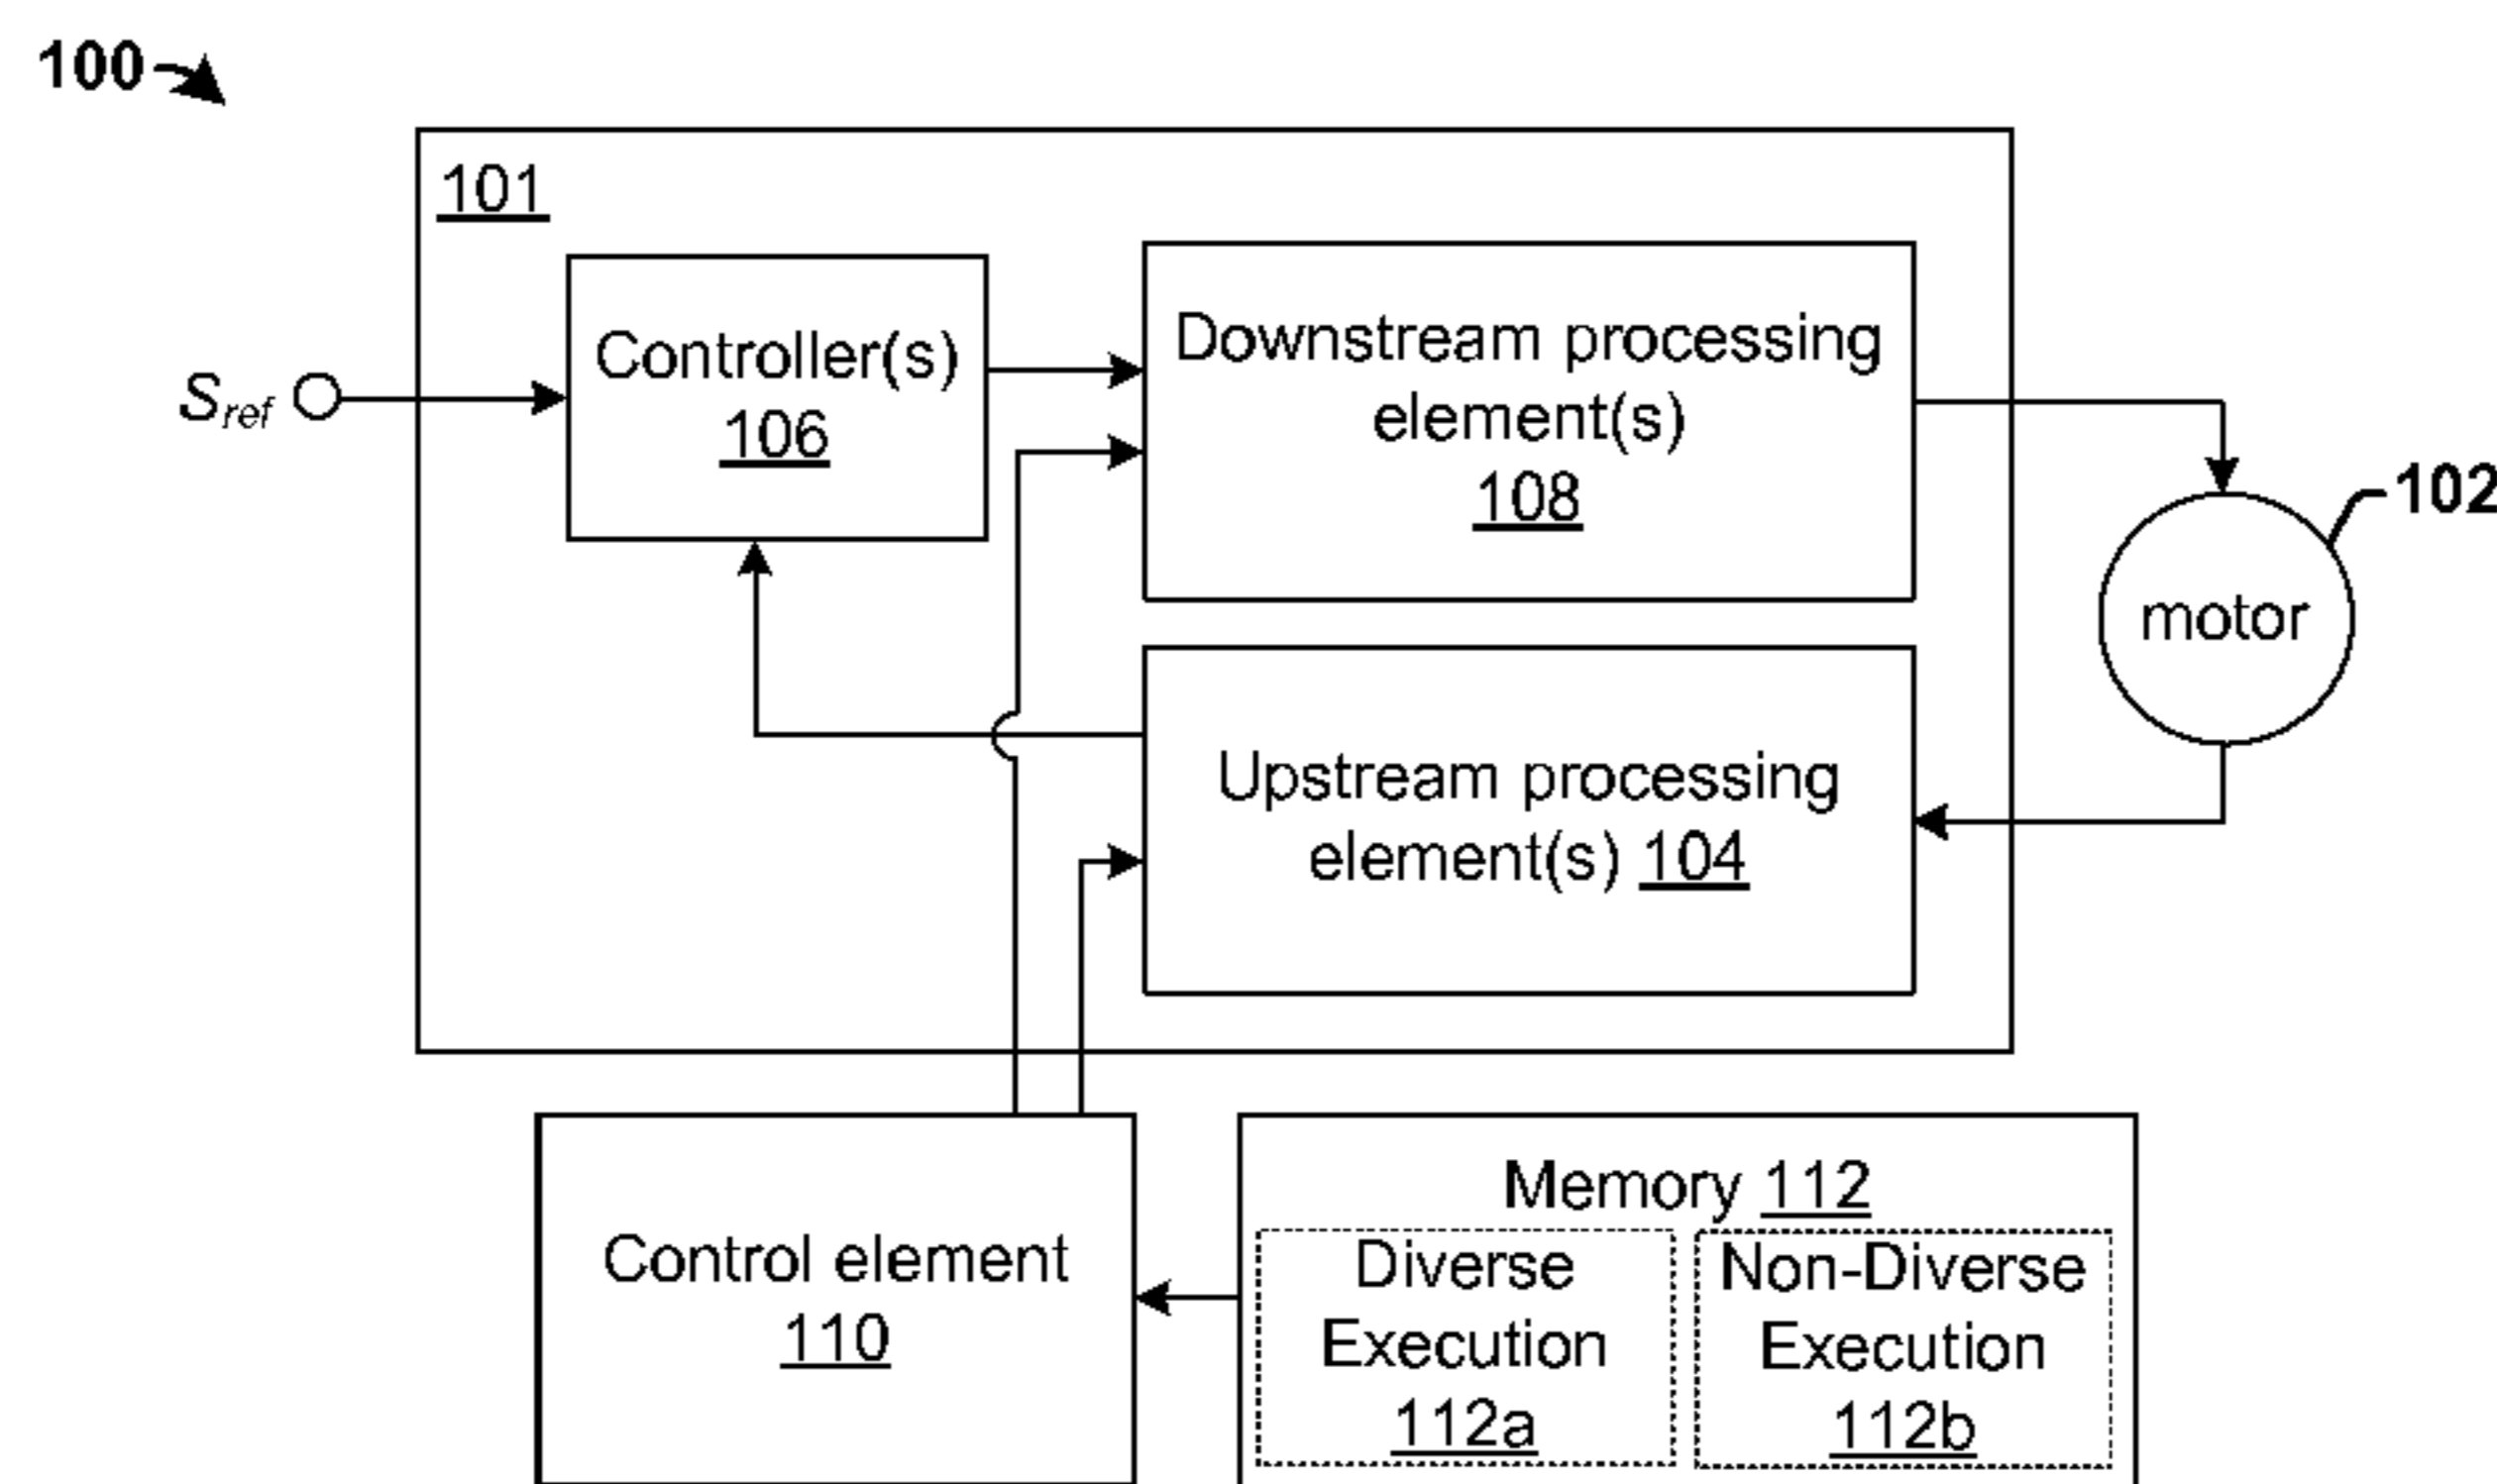 100
101
Controller(s)
106
Downstream processing
element(s)
108
Sref
102
motor
Upstream processing
element(s) 104
Control element
110
Memory 112
Diverse
Execution
112a
Non-Diverse
Execution
112b